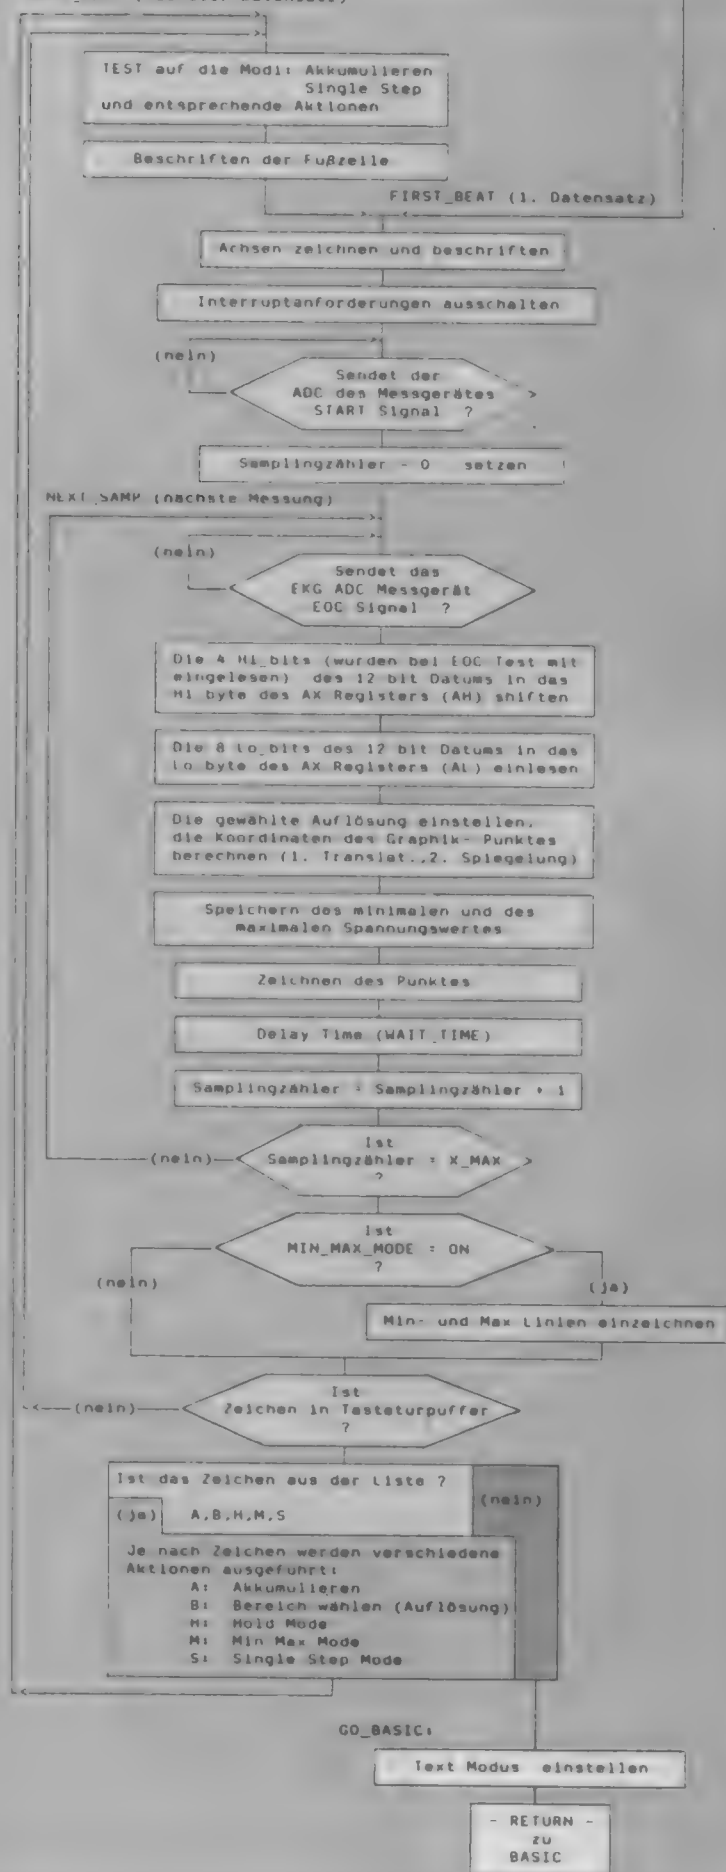 TEST auf die Modi: Akkumulieren
Single Step
und entsprechende Aktionen
Beschriften der Fußzeile
FIRST_BEAT (1. Datensatz)
Achsen zeichnen und beschriften
Interruptanforderungen ausschalten
(nein)
Sendet der
ADC des Messgerätes
START Signal ?
Samplingzähler - 0 setzen
NEXT_SAMP (nächste Messung)
(nein)
Sendet das
EKG ADC Messgerät
EOC Signal ?
Die 4 Hi_bits (wurden bei EOC Test mit
eingelesen) des 12 bit Datums in das
Hi byte des AX Registers (AH) shiften
Die 8 Lo_bits des 12 bit Datums in das
Lo byte des AX Registers (AL) einlesen
Die gewählte Auflösung einstellen,
die Koordinaten des Graphik- Punktes
berechnen (1. Translat.,2. Spiegelung)
Speichern des minimalen und des
maximalen Spannungswertes
Zeichnen des Punktes
Delay Time (WAIT_TIME)
Samplingzähler = Samplingzähler + 1
Ist
(nein) Samplingzähler = X_MAX
?
Ist
MIN_MAX_MODE = ON
?
(nein)
(ja)
Min- und Max Linien einzeichnen
Ist
(nein) Zeichen in Tasteturpuffer
?
Ist das Zeichen aus der Liste ?
(nein)
(ja) A,B,H,M,S
Je nach Zeichen werden verschiedene
Aktionen ausgeführt:
A: Akkumulieren
B: Bereich wählen (Auflösung)
H: Hold Mode
M: Min Max Mode
S: Single Step Mode
GO_BASIC:
Text Modus einstellen
- RETURN -
zu
BASIC